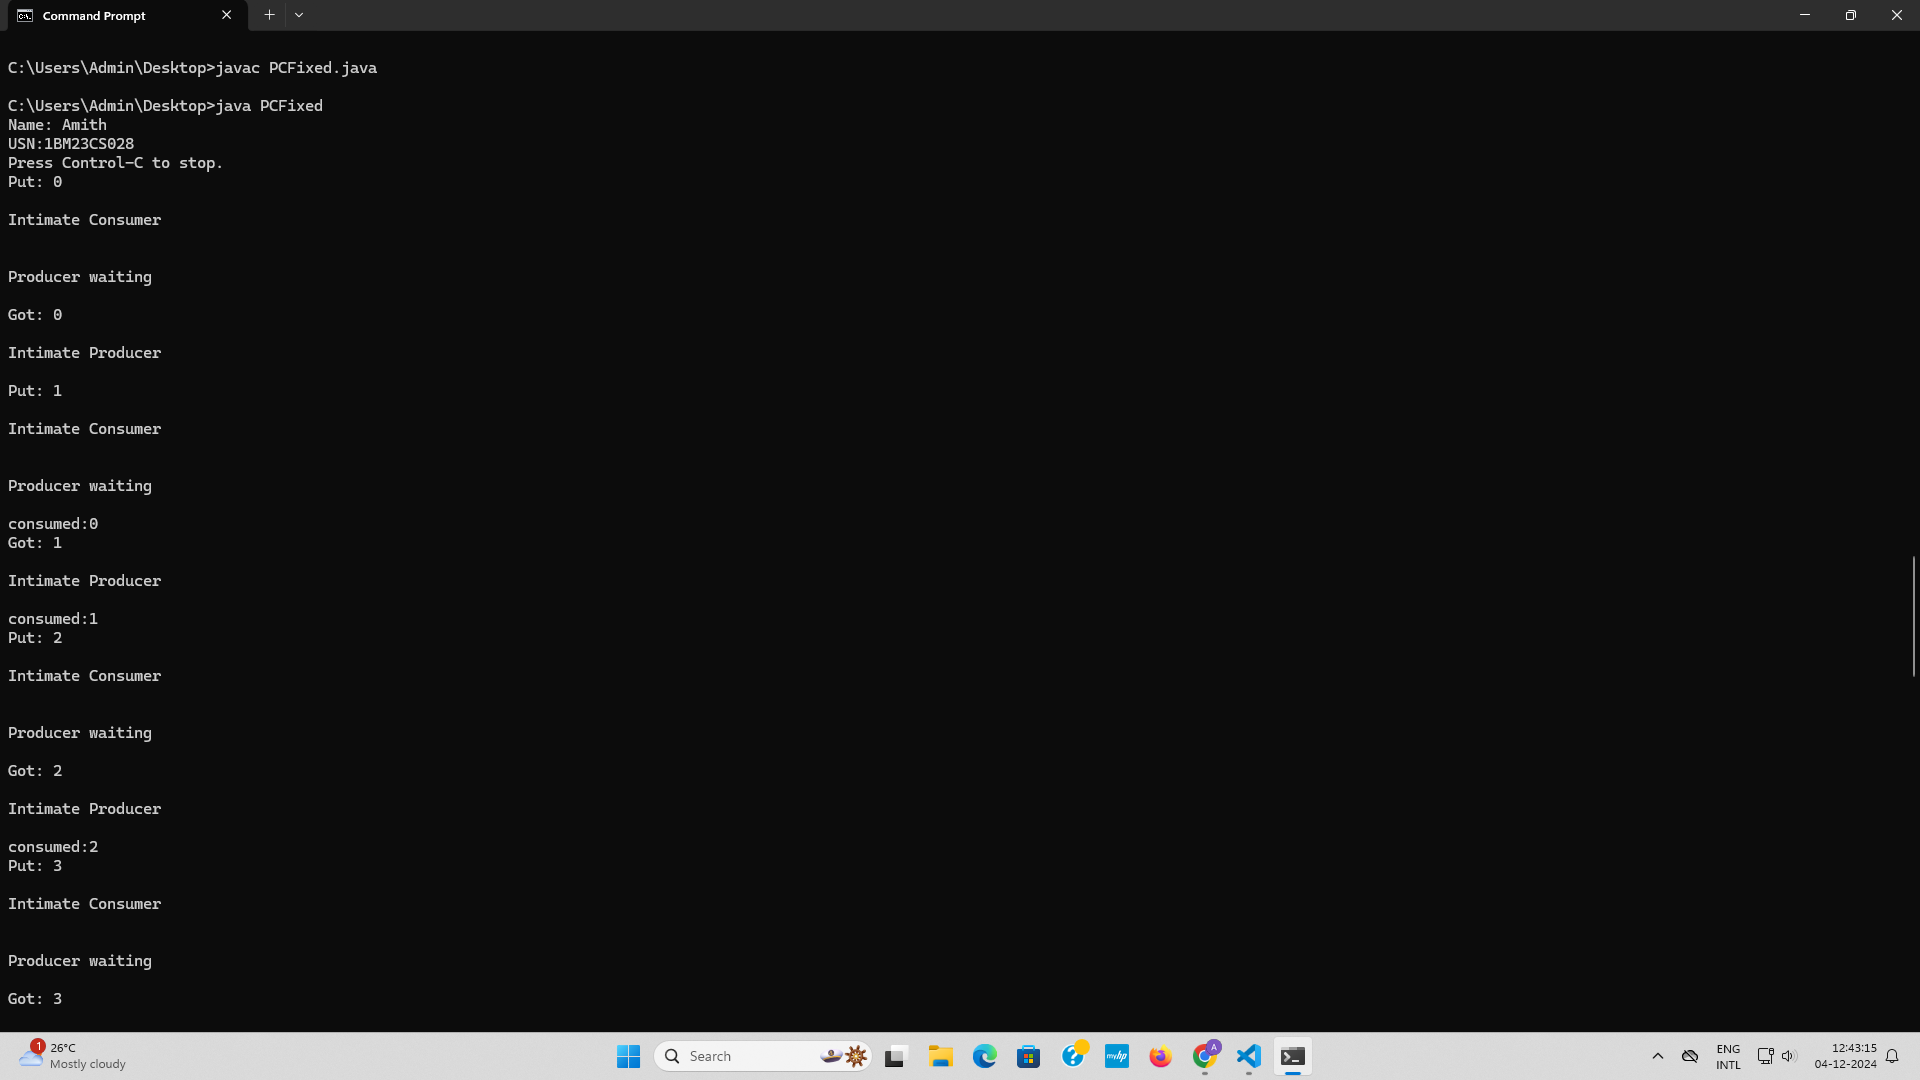 Command Prompt
C:\Users\Admin\Desktop>javac PCFixed.java
C:\Users\Admin\Desktop>java PCFixed
Name: Amith
USN:1BM23CS028
Press Control-C to stop.
Put: 0
Intimate Consumer
Producer waiting
Got: 0
Intimate Producer
Put: 1
Intimate Consumer
Producer waiting
consumed:0
Got: 1
Intimate Producer
consumed:1
Put: 2
Intimate Consumer
Producer waiting
Got: 2
Intimate Producer
consumed:2
Put: 3
Intimate Consumer
Producer waiting
Got: 3
1
26°C
Mostly cloudy
Search
myhp
A
ENG
INTL
12:43:15
04-12-2024